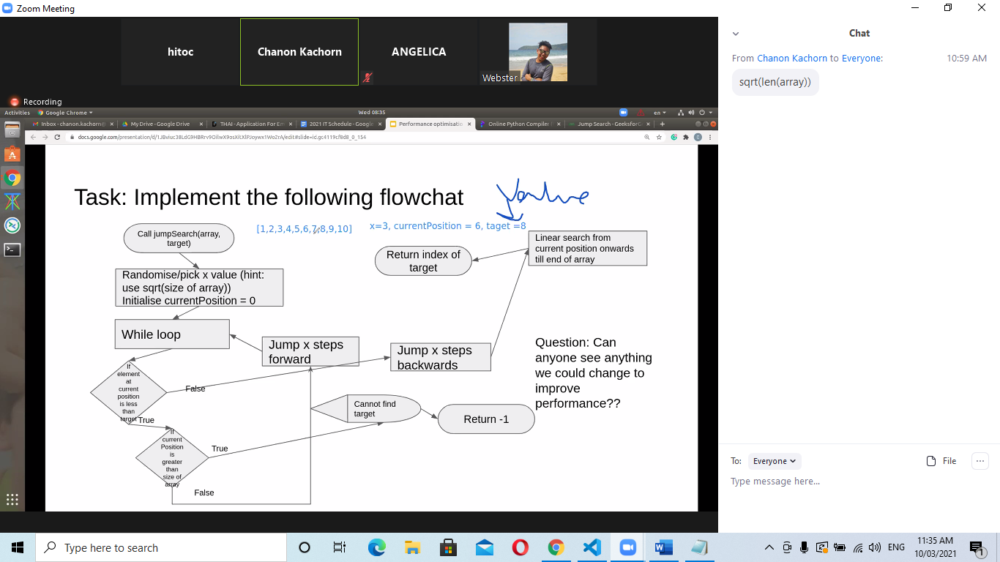 Zoom Meeting
hitoc
Chanon Kachorn
ANGELICA
Webster
Recording
Activities
Google Chrome
Wed 08:35
en
Inbox - chanon.kachorn@
My Drive - Google Drive
THAI - Application For Em
2021 IT Schedule - Google
Performance optimisatio
Online Python Compiler
Jump Search - GeeksforG
docs.google.com/presentation/d/1JBviuc38LdG9HBRrv9OilwX9osXitXlPJoywx1Wo2rA/edit#slide=id.gc4119cf8d8_0_154
Task: Implement the following flowchat
[1,2,3,4,5,6,7,8,9,10]
x=3, currentPosition = 6, taget =8
Call jumpSearch(array,
target)
Randomise/pick x value (hint:
use sqrt(size of array))
Initialise currentPosition = 0
While loop
Jump x steps
forward
Jump x steps
backwards
Return index of
target
Linear search from
current position onwards
till end of array
If
element
at
current
position
is less
than
target
False
True
If
current
Position
is
greater
than
size of
array
True
False
Cannot find
target
Return -1
Question: Can
anyone see anything
we could change to
improve
performance??
Chat
From Chanon Kachorn to Everyone:
10:59 AM
sqrt(len(array))
To:
Everyone
File
Type message here...
Type here to search
ENG
11:35 AM
10/03/2021
1